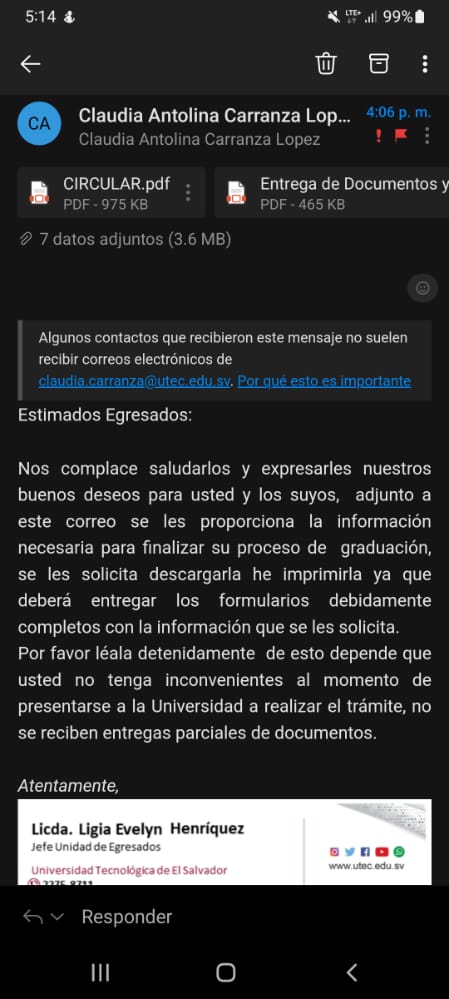 5:14
LTE+
99%
CA
Claudia Antolina Carranza Lop...
4:06 p. m.
Claudia Antolina Carranza Lopez
CIRCULAR.pdf
PDF - 975 KB
Entrega de Documentos y
PDF - 465 KB
7 datos adjuntos (3.6 MB)
Algunos contactos que recibieron este mensaje no suelen
recibir correos electrónicos de
claudia.carranza@utec.edu.sv. Por qué esto es importante
Estimados Egresados:
Nos complace saludarlos y expresarles nuestros
buenos deseos para usted y los suyos, adjunto a
este correo se les proporciona la información
necesaria para finalizar su proceso de graduación,
se les solicita descargarla he imprimirla ya que
deberá entregar los formularios debidamente
completos con la información que se les solicita.
Por favor léala detenidamente de esto depende que
usted no tenga inconvenientes al momento de
presentarse a la Universidad a realizar el trámite, no
se reciben entregas parciales de documentos.
Atentamente,
Licda. Ligia Evelyn Henríquez
Jefe Unidad de Egresados
Universidad Tecnológica de El Salvador
www.utec.edu.sv
Responder